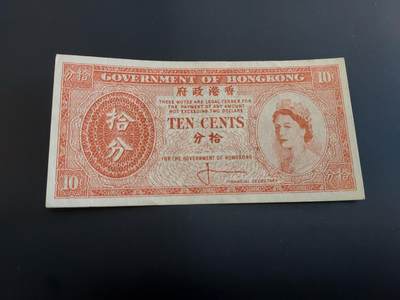 分拾 GOVERNMENT OF HONGKONG 10¢
府政港香
THESE NOTES ARE LEGAL TENDER FOR
THE PAYMENT OF ANY AMOUNT
NOT EXCEEDING TWO DOLLARS
拾分
TEN CENTS
分拾
FOR THE GOVERNMENT OF HONGKONG
FINANCIAL SECRETARY
10¢ 分拾